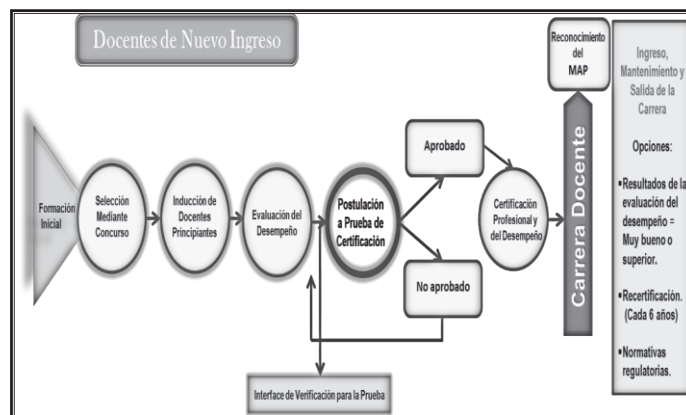 Docentes de Nuevo Ingreso
Formación
Inicial
Selección
Mediante
Concurso
Inducción de
Docentes
Principiantes
Evaluación del
Desempeño
Postulación
a Prueba de
Certificación
Aprobado
No aprobado
Interface de Verificación para la Prueba
Certificación
Profesional y
del Desempeño
Reconocimiento
del
MAP
Carrera Docente
Ingreso,
Mantenimiento y
Salida de la
Carrera
Opciones:
▪Resultados de la
evaluación del
desempeño =
Muy bueno o
superior.
▪Recertificación.
(Cada 6 años)
▪Normativas
regulatorias.